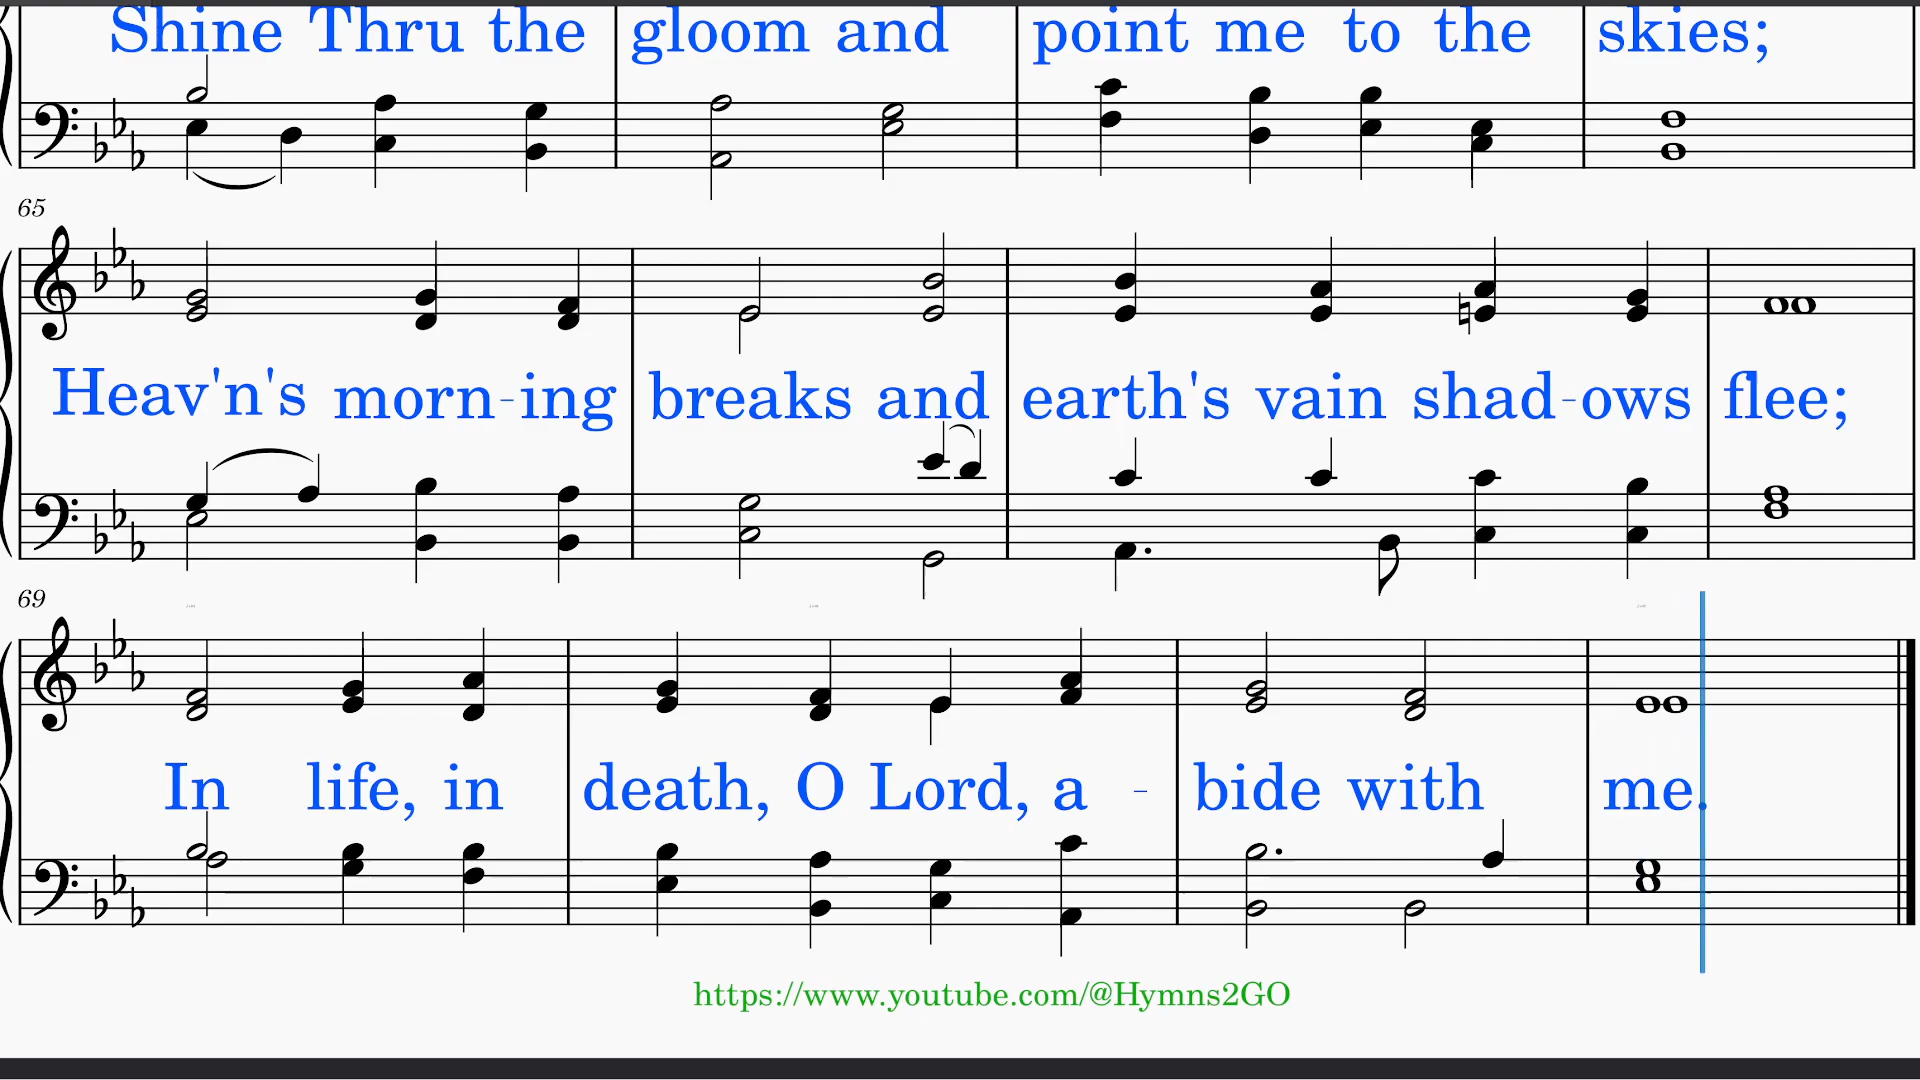 Shine Thru the gloom and point me to the skies;
65
Heav'n's morn-ing breaks and earth's vain shad-ows flee;
69
In life, in death, O Lord, a - bide with me.
https://www.youtube.com/@Hymns2GO